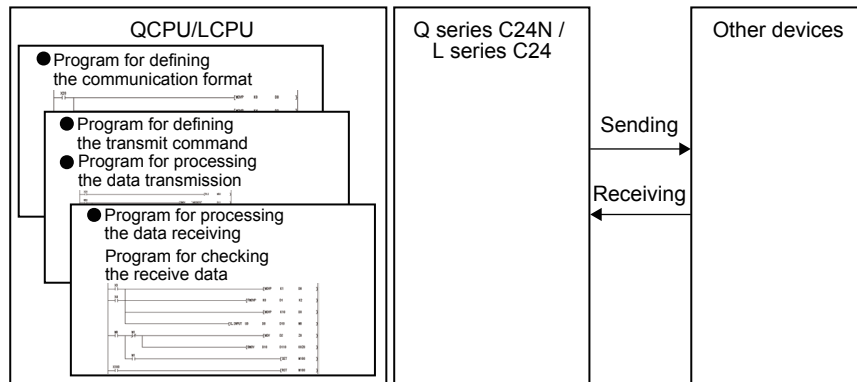 QCPU/LCPU
● Program for defining
the communication format
● Program for defining
the transmit command
● Program for processing
the data transmission
● Program for processing
the data receiving
Program for checking
the receive data
Q series C24N /
L series C24
Other devices
Sending
Receiving